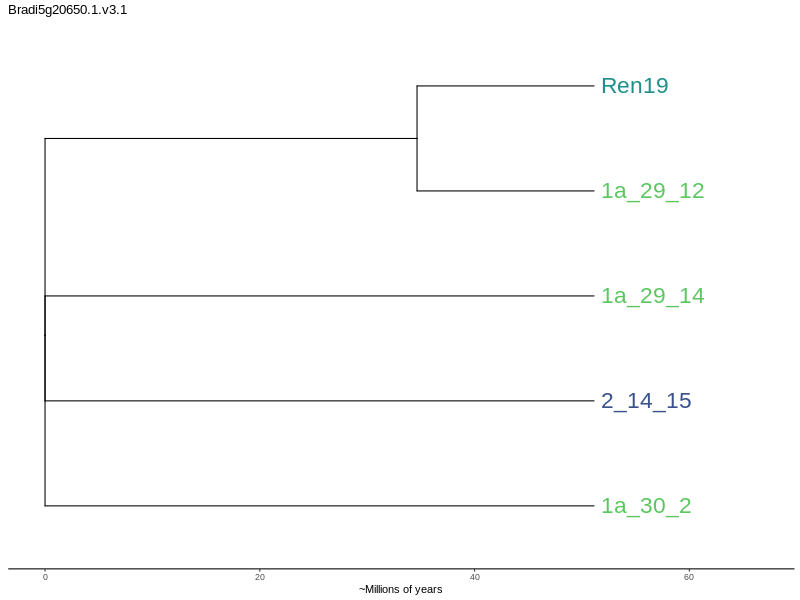 Bradi5g20650.1.v3.1
Ren19
1a_29_12
1a_29_14
2_14_15
1a_30_2
0 20 40 60
~Millions of years